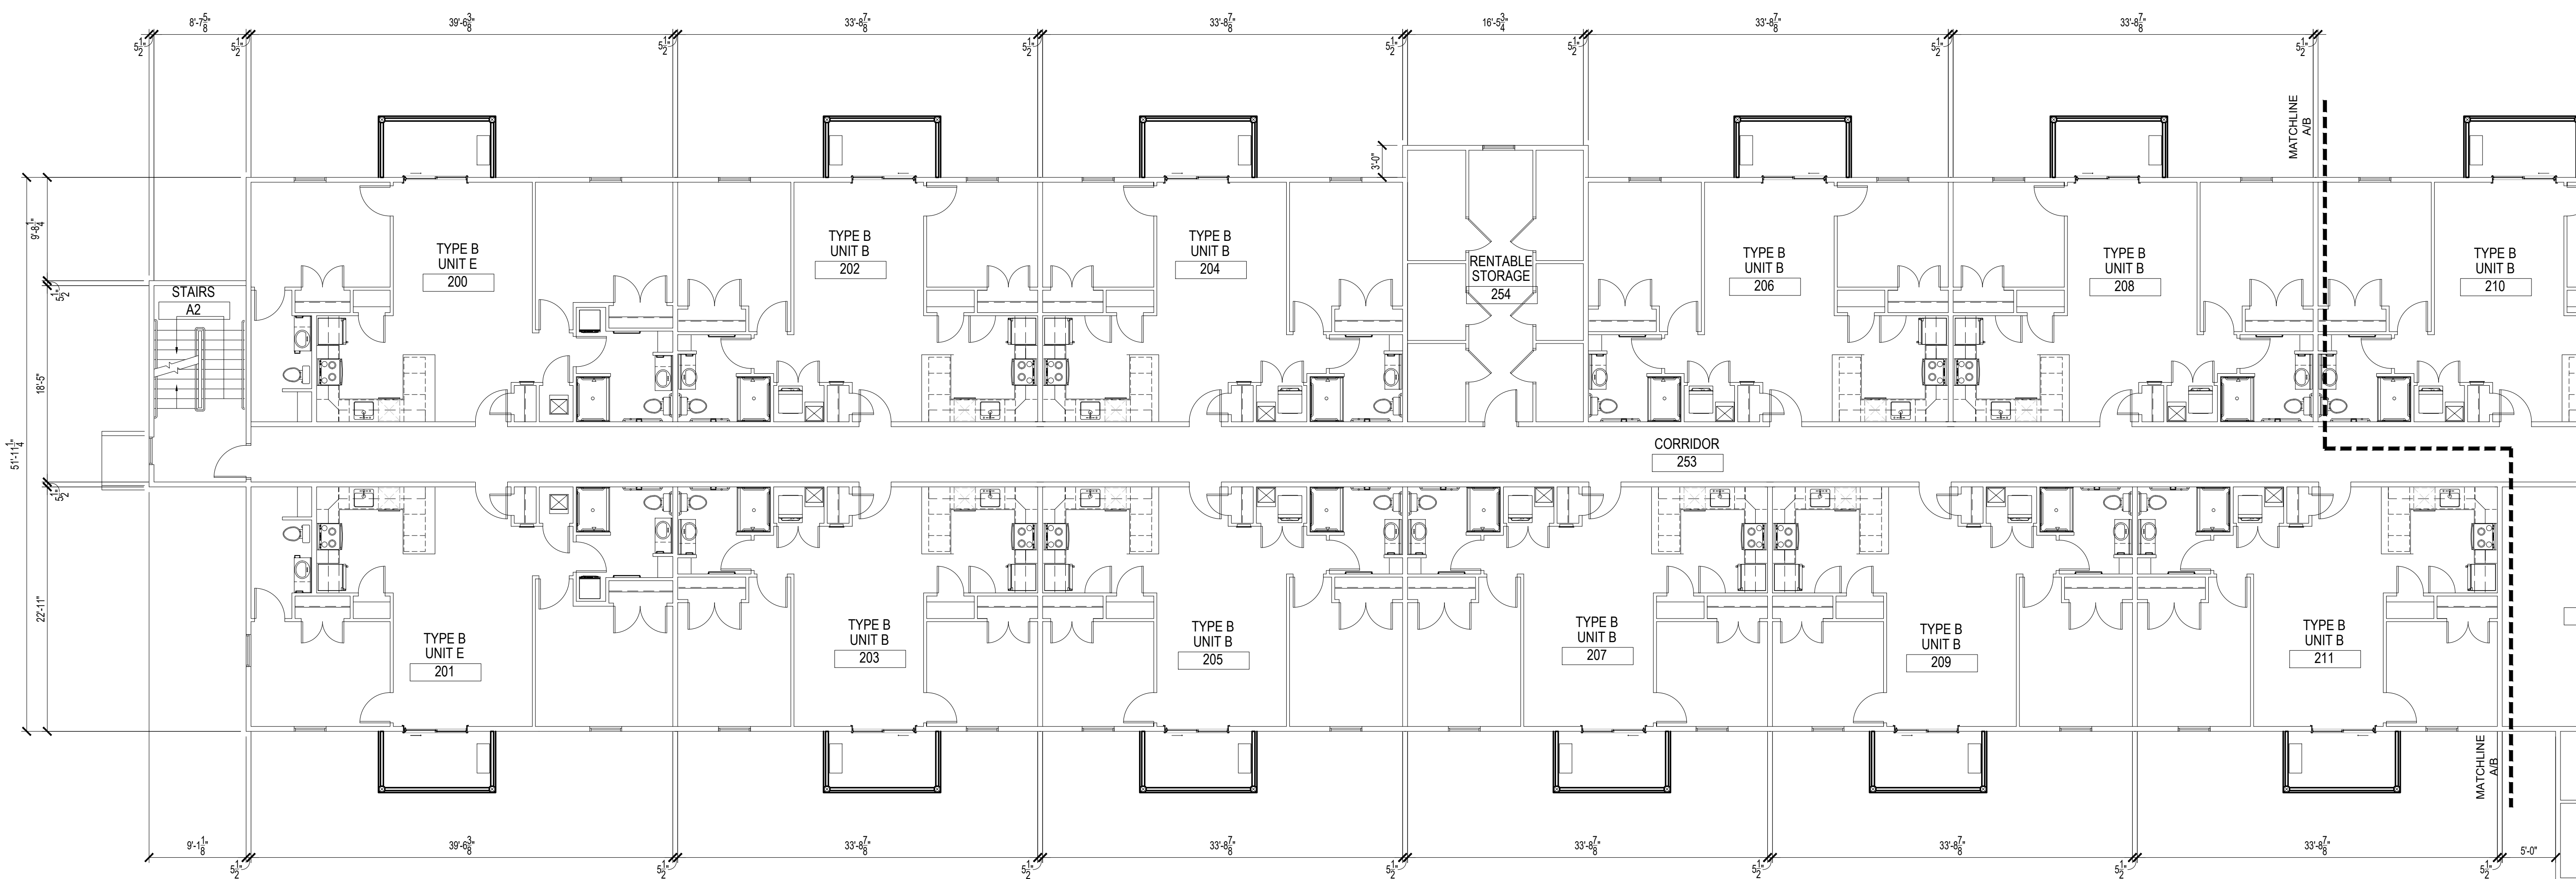 8'-7 5/8"
39'-6 3/8"
33'-8 7/8"
33'-8 7/8"
16'-5 3/4"
33'-8 7/8"
33'-8 7/8"
5 1/2"
5 1/2"
5 1/2"
5 1/2"
5 1/2"
5 1/2"
5 1/2"
MATCHLINE
A/B
3'-0"
9'-8 1/4"
5 1/2"
18'-5"
51'-11 1/4"
5 1/2"
22'-11"
STAIRS
A2
TYPE B
UNIT E
200
TYPE B
UNIT B
202
TYPE B
UNIT B
204
RENTABLE
STORAGE
254
TYPE B
UNIT B
206
TYPE B
UNIT B
208
TYPE B
UNIT B
210
CORRIDOR
253
TYPE B
UNIT E
201
TYPE B
UNIT B
203
TYPE B
UNIT B
205
TYPE B
UNIT B
207
TYPE B
UNIT B
209
TYPE B
UNIT B
211
MATCHLINE
A/B
9'-1 1/8"
39'-6 3/8"
33'-8 7/8"
33'-8 7/8"
33'-8 7/8"
33'-8 7/8"
33'-8 7/8"
5'-0"
5 1/2"
5 1/2"
5 1/2"
5 1/2"
5 1/2"
5 1/2"
5 1/2"